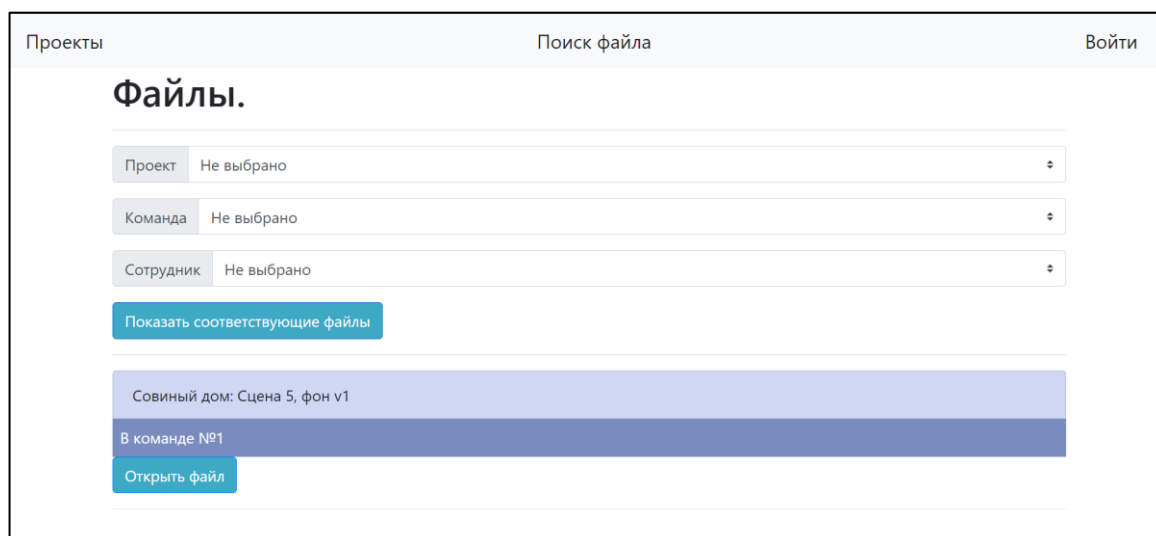 Проекты
Поиск файла
Войти
Файлы.
Проект Не выбрано
Команда Не выбрано
Сотрудник Не выбрано
Показать соответствующие файлы
Совиный дом: Сцена 5, фон v1
В команде №1
Открыть файл